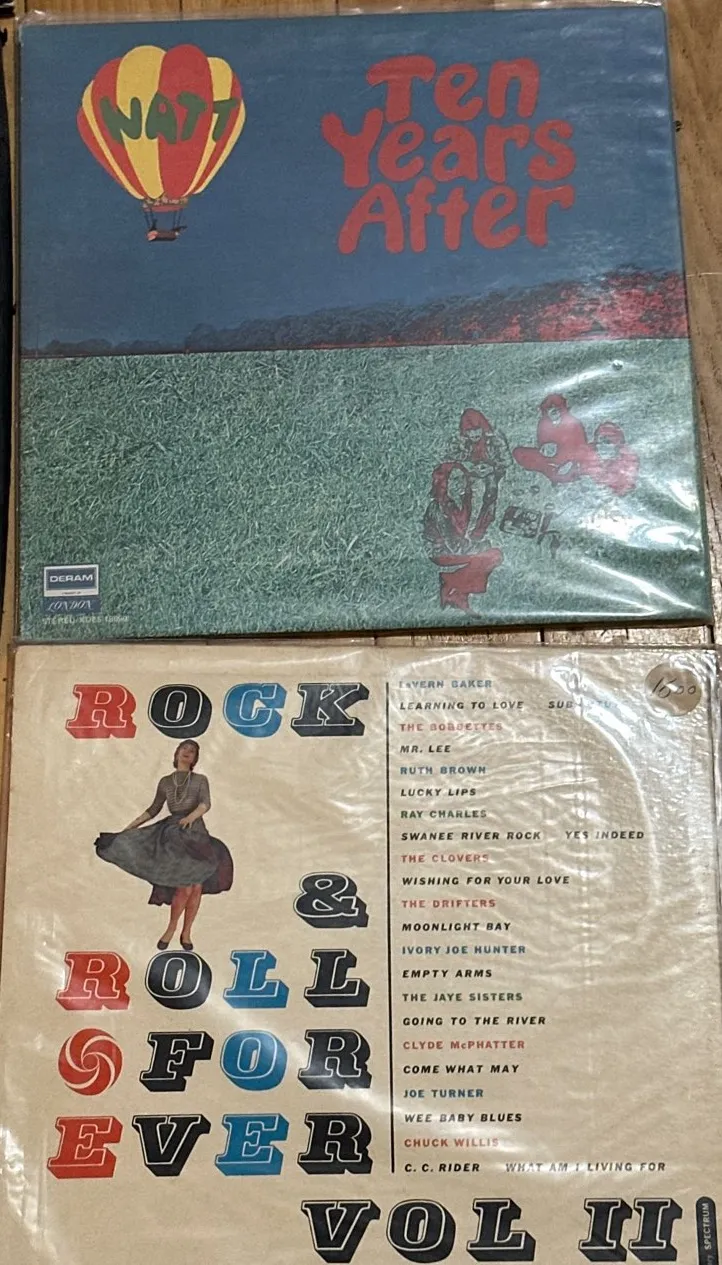 WATT
Ten
Years
After
DERAM
LONDON
ROCK
&
ROLL
FOR
EVER
VOL II
LaVERN BAKER
LEARNING TO LOVE
THE BOBBETTES
MR. LEE
RUTH BROWN
LUCKY LIPS
RAY CHARLES
SWANEE RIVER ROCK YES INDEED
THE CLOVERS
WISHING FOR YOUR LOVE
THE DRIFTERS
MOONLIGHT BAY
IVORY JOE HUNTER
EMPTY ARMS
THE JAYE SISTERS
GOING TO THE RIVER
CLYDE McPHATTER
COME WHAT MAY
JOE TURNER
WEE BABY BLUES
CHUCK WILLIS
C. C. RIDER WHAT AM I LIVING FOR
SPECTRUM